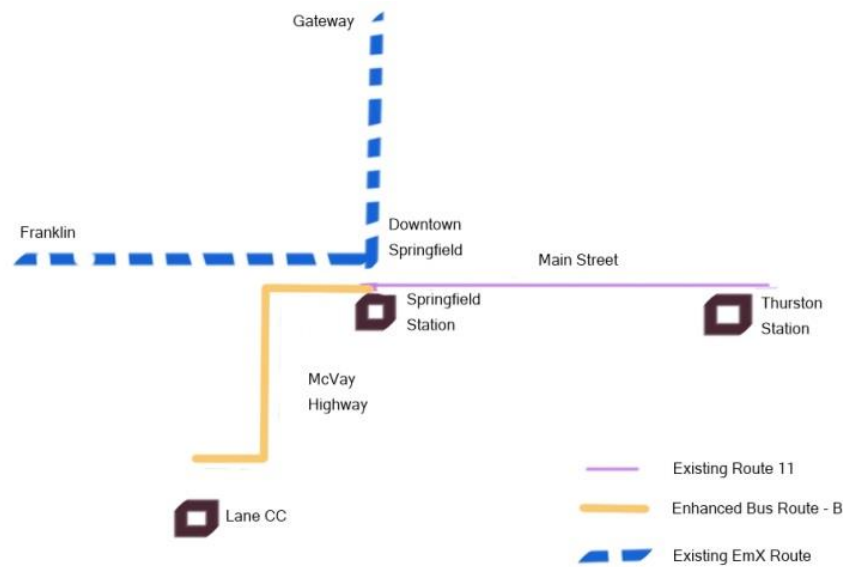 Gateway
Franklin
Downtown
Springfield
Main Street
Springfield
Station
Thurston
Station
McVay
Highway
Lane CC
Existing Route 11
Enhanced Bus Route - B
Existing EmX Route